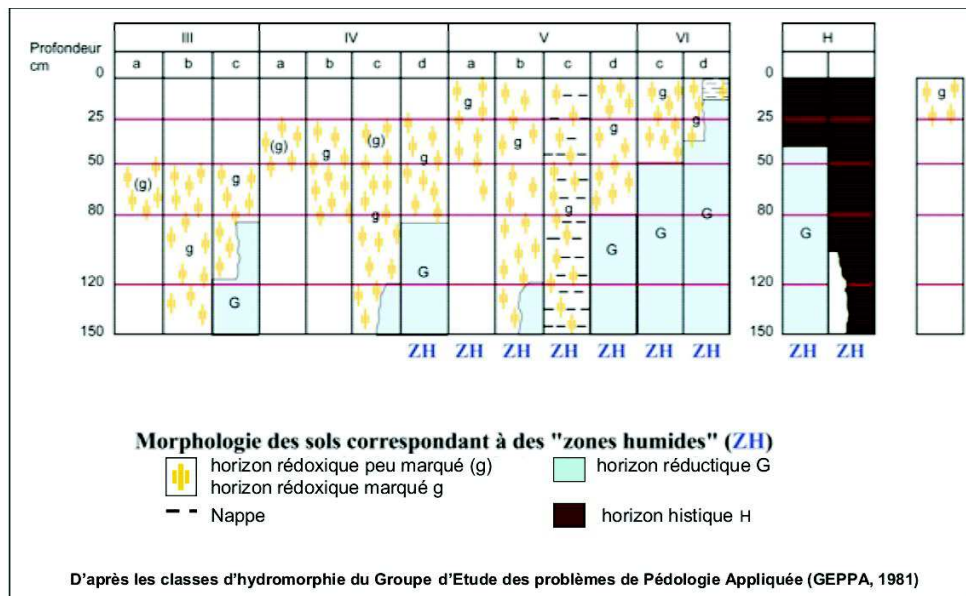 III IV V VI H
Profondeur
cm
a b c a b c d a b c d c d
0 0
g g g g
25 25
(g) g (g) g g g g
50 50
(g) g
80 80
g g g G G G G
G
120 120
G
150 g 150
ZH ZH ZH ZH ZH ZH ZH ZH ZH
Morphologie des sols correspondant à des "zones humides" (ZH)
horizon rédoxique peu marqué (g)
horizon rédoxique marqué g
horizon réductique G
Nappe
horizon histique H
D'après les classes d'hydromorphie du Groupe d'Etude des problèmes de Pédologie Appliquée (GEPPA, 1981)